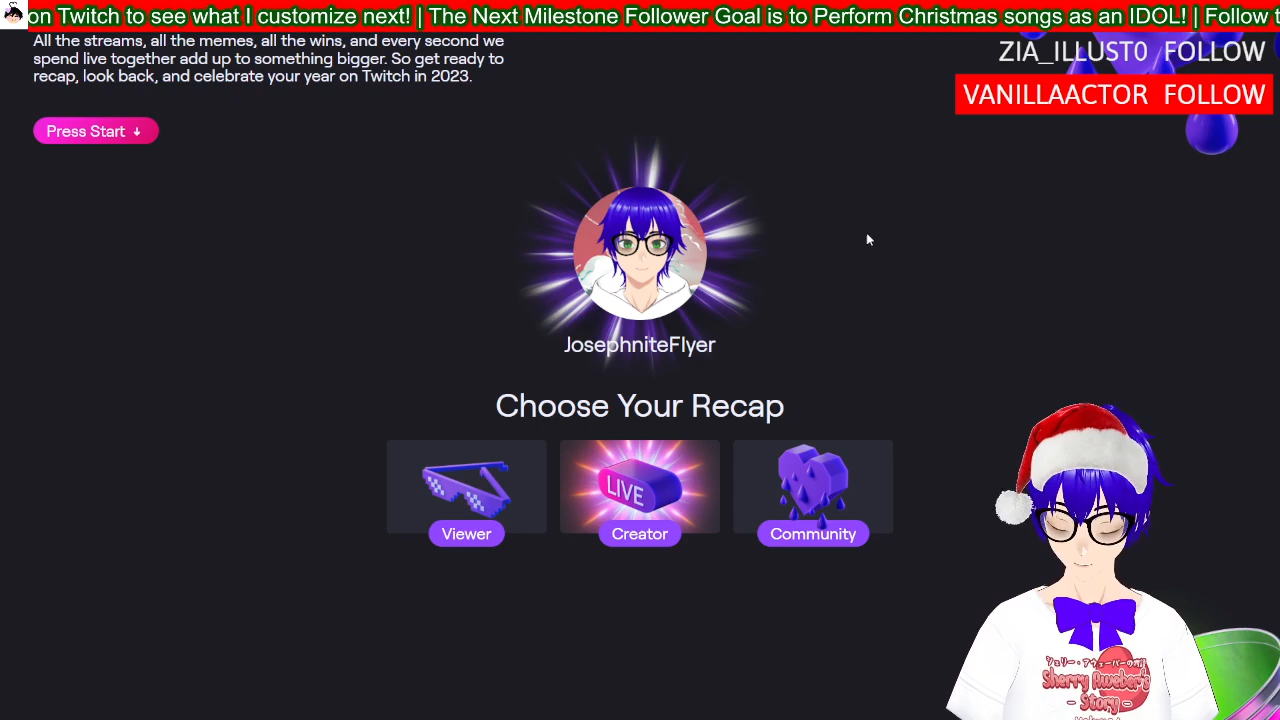 on Twitch to see what I customize next! | The Next Milestone Follower Goal is to Perform Christmas songs as an IDOL! | Follow t
All the streams, all the memes, all the wins, and every second we
spend live together add up to something bigger. So get ready to
recap, look back, and celebrate your year on Twitch in 2023.
ZIA_ILLUST0 FOLLOW
VANILLAACTOR FOLLOW
Press Start ↓
JosephniteFlyer
Choose Your Recap
LIVE
Viewer
Creator
Community
Sherry Aweber's
- Story -